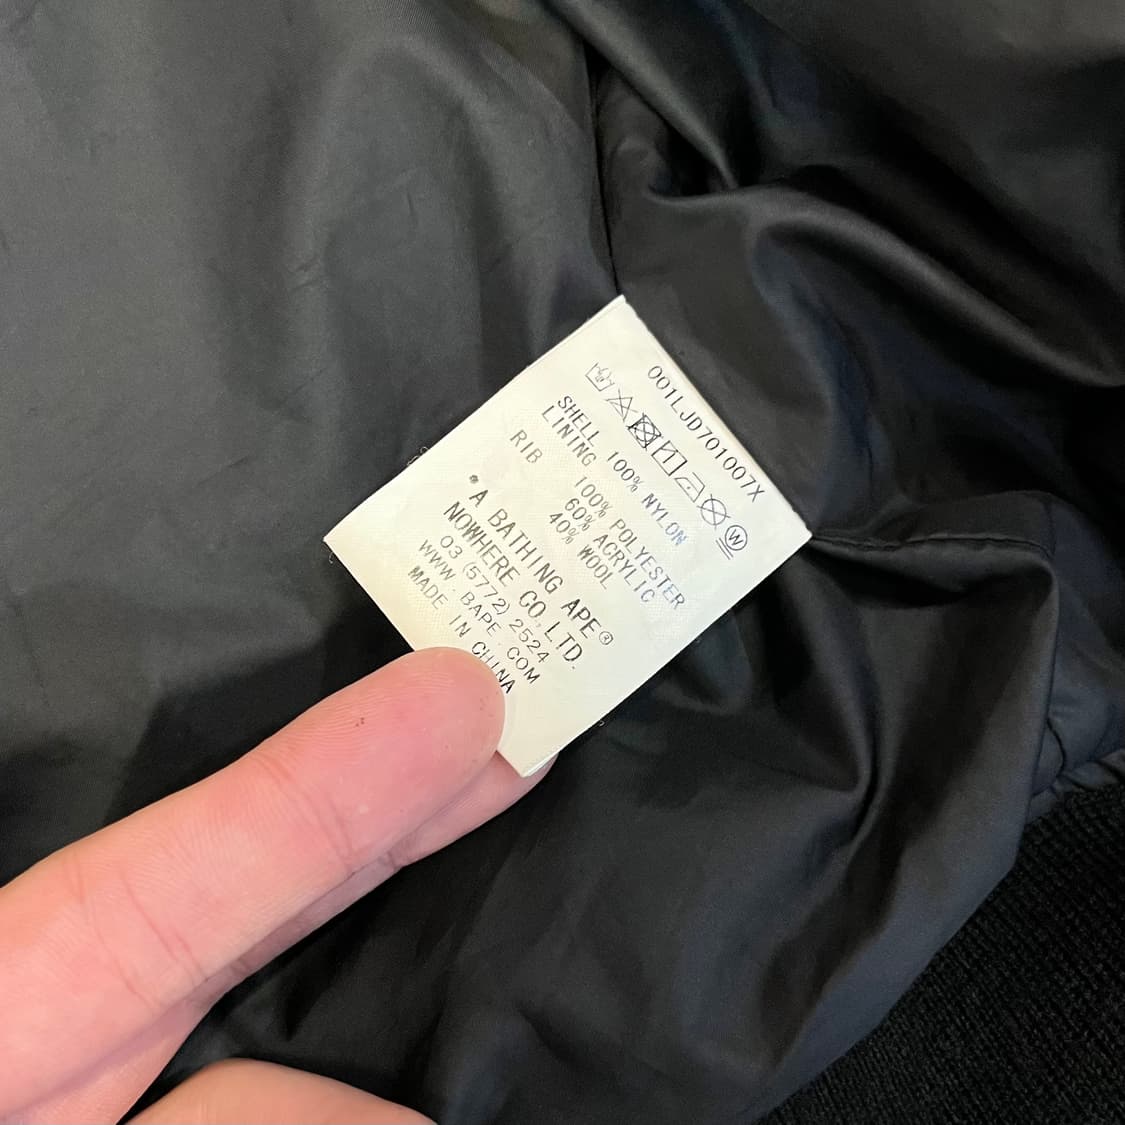 001LJD701007X
W
SHELL 100% NYLON
LINING 100% POLYESTER
RIB 60% ACRYLIC
40% WOOL
A BATHING APE®
NOWHERE CO.,LTD.
03 (5772) 2524
WWW.BAPE.COM
MADE IN CHINA